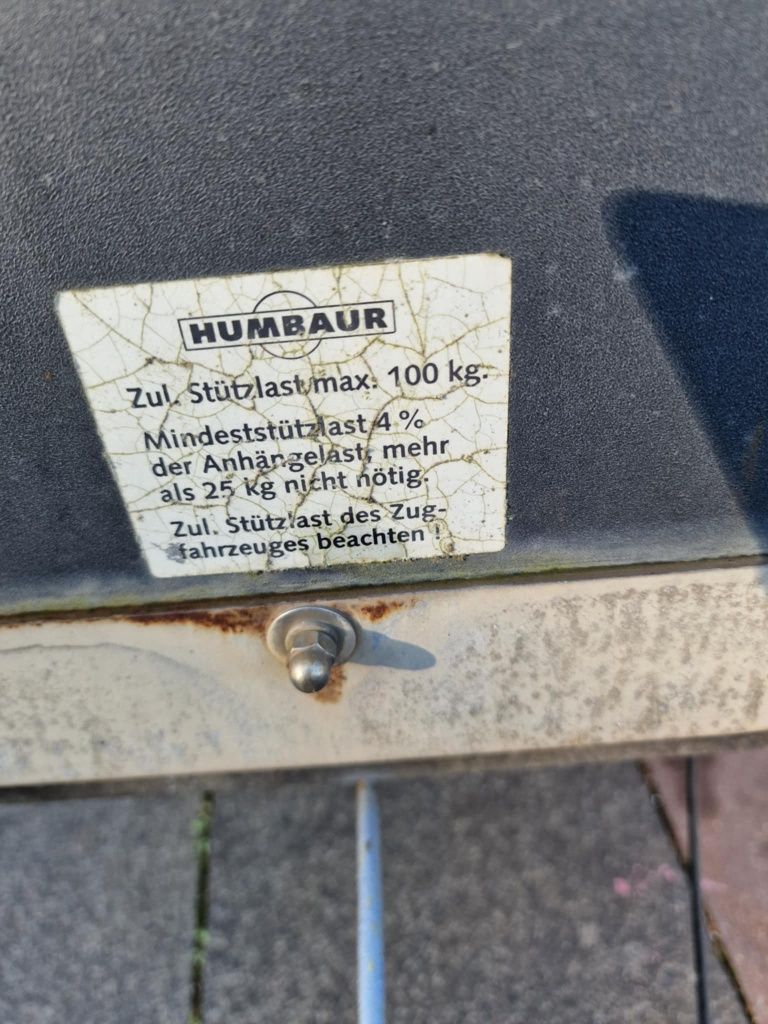 HUMBAUR
Zul. Stützlast max. 100 kg.
Mindeststützlast 4 %
der Anhängelast, mehr
als 25 kg nicht nötig.
Zul. Stützlast des Zug-
fahrzeuges beachten !